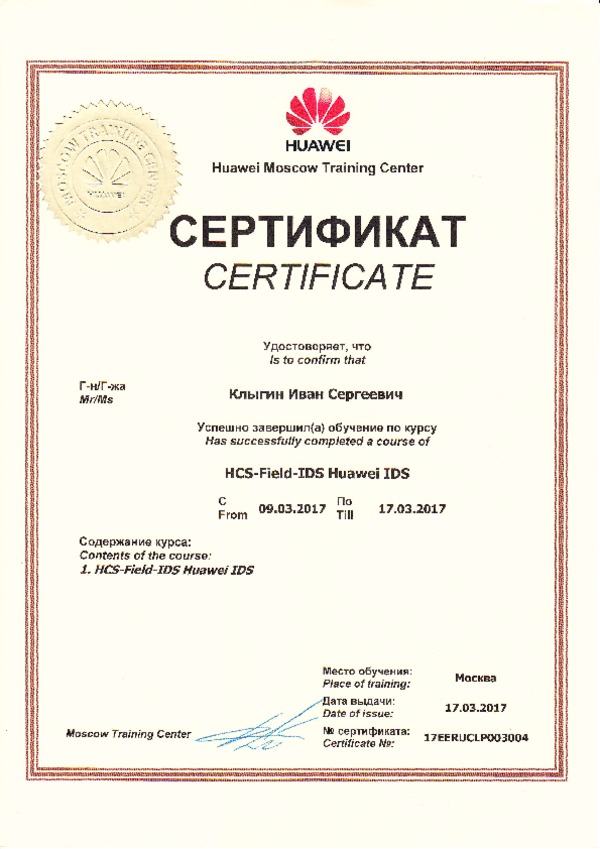 MOSCOW TRAINING CENTER
HUAWEI
HUAWEI
Huawei Moscow Training Center
СЕРТИФИКАТ
CERTIFICATE
Удостоверяет, что
Is to confirm that
Г-н/Г-жа
Mr/Ms
Клыгин Иван Сергеевич
Успешно завершил(а) обучение по курсу
Has successfully completed a course of
HCS-Field-IDS Huawei IDS
С 09.03.2017 По 17.03.2017
From Till
Содержание курса:
Contents of the course:
1. HCS-Field-IDS Huawei IDS
Место обучения: Москва
Place of training:
Дата выдачи: 17.03.2017
Date of issue:
Moscow Training Center
№ сертификата: 17EERUCLP003004
Certificate №: